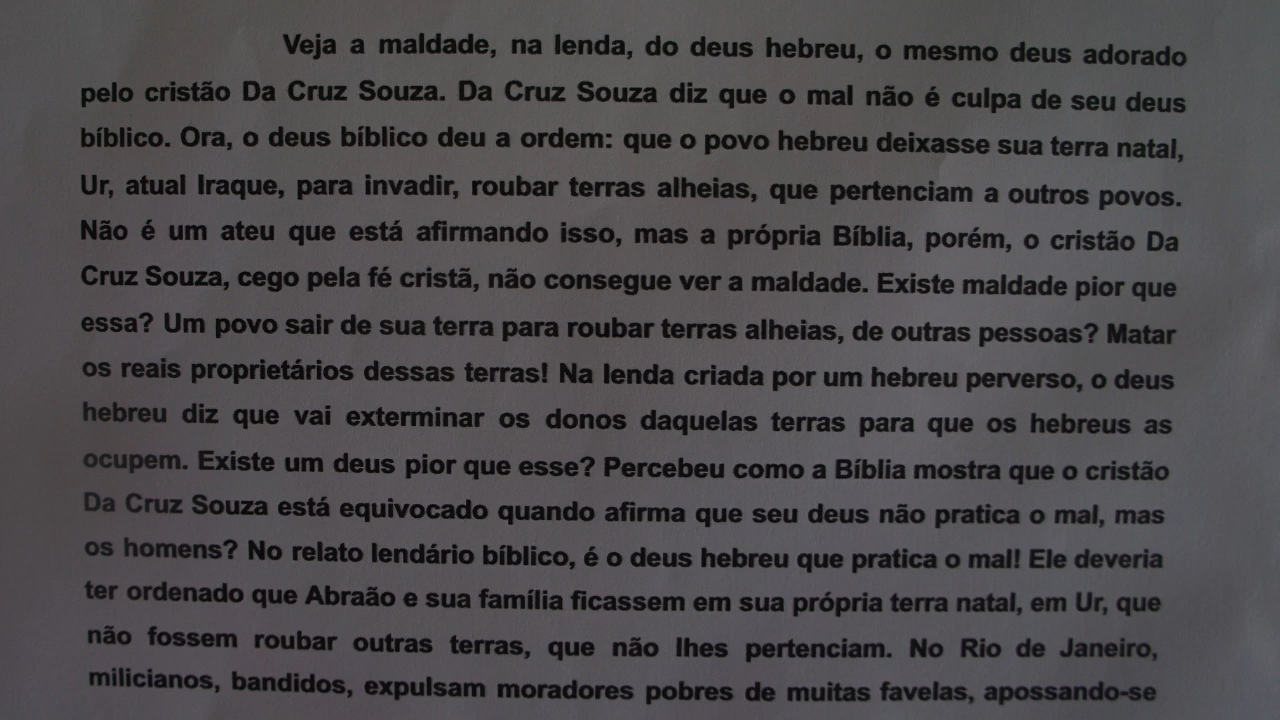 Veja a maldade, na lenda, do deus hebreu, o mesmo deus adorado
pelo cristão Da Cruz Souza. Da Cruz Souza diz que o mal não é culpa de seu deus
bíblico. Ora, o deus bíblico deu a ordem: que o povo hebreu deixasse sua terra natal,
Ur, atual Iraque, para invadir, roubar terras alheias, que pertenciam a outros povos.
Não é um ateu que está afirmando isso, mas a própria Bíblia, porém, o cristão Da
Cruz Souza, cego pela fé cristã, não consegue ver a maldade. Existe maldade pior que
essa? Um povo sair de sua terra para roubar terras alheias, de outras pessoas? Matar
os reais proprietários dessas terras! Na lenda criada por um hebreu perverso, o deus
hebreu diz que vai exterminar os donos daquelas terras para que os hebreus as
ocupem. Existe um deus pior que esse? Percebeu como a Bíblia mostra que o cristão
Da Cruz Souza está equivocado quando afirma que seu deus não pratica o mal, mas
os homens? No relato lendário bíblico, é o deus hebreu que pratica o mal! Ele deveria
ter ordenado que Abraão e sua família ficassem em sua própria terra natal, em Ur, que
não fossem roubar outras terras, que não lhes pertenciam. No Rio de Janeiro,
milicianos, bandidos, expulsam moradores pobres de muitas favelas, apossando-se